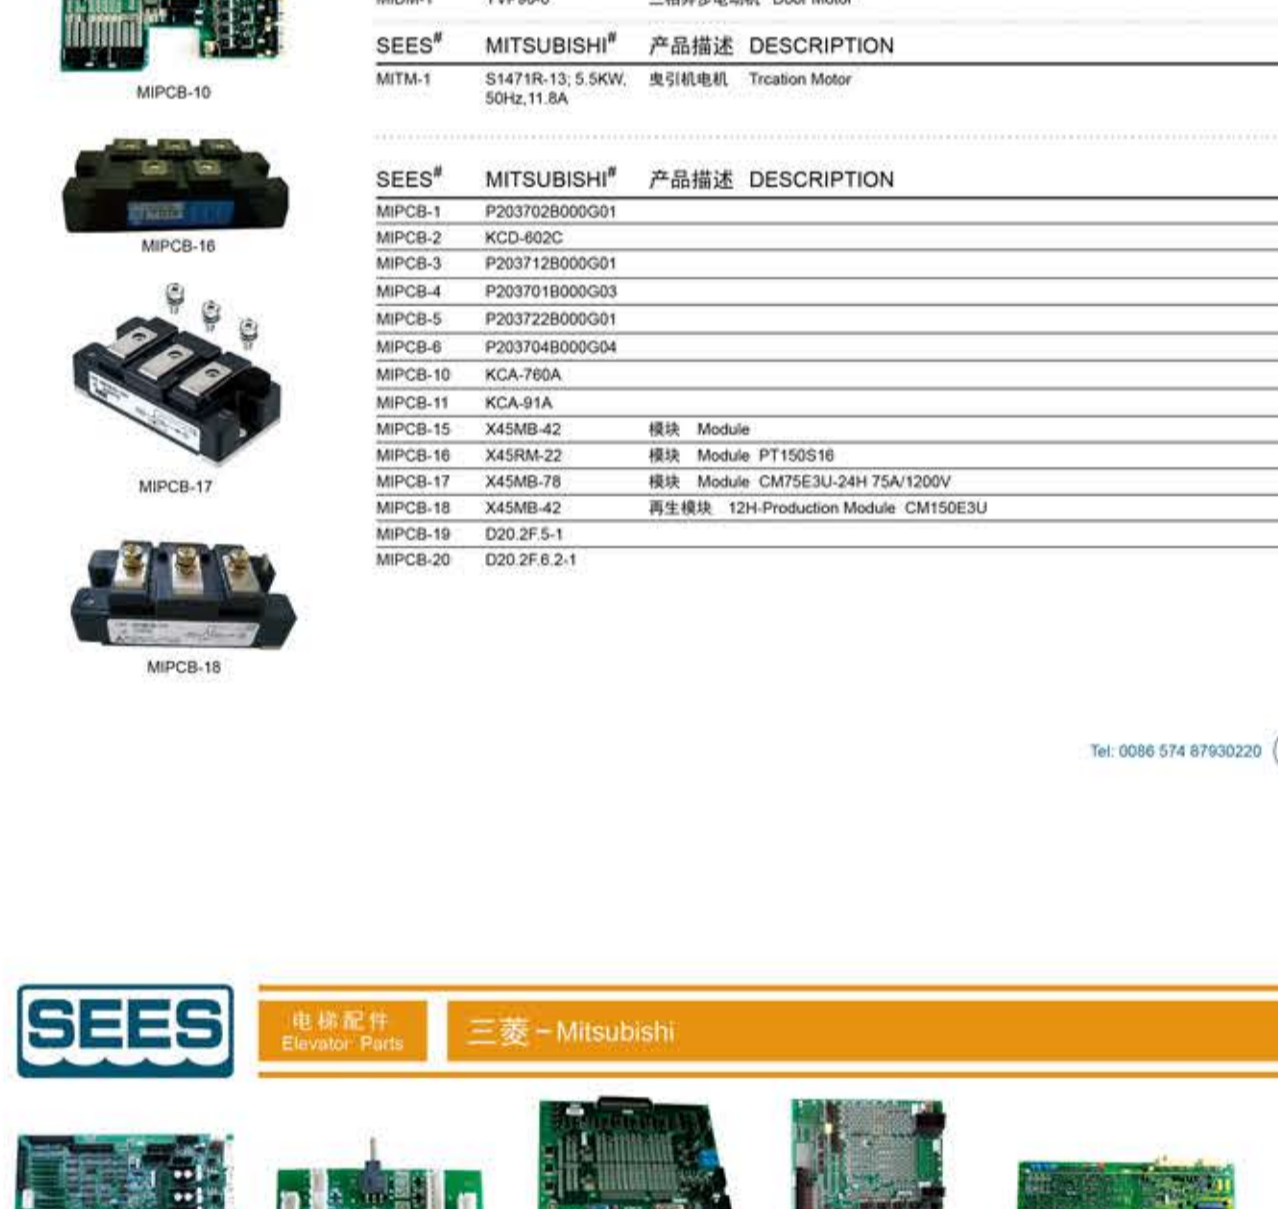 MIPCB-10
MIPCB-16
MIPCB-17
MIPCB-18
SEES# MITSUBISHI# 产品描述 DESCRIPTION
MITM-1 S1471R-13; 5.5KW, 曳引机电机 Trcation Motor
50Hz,11.8A
SEES# MITSUBISHI# 产品描述 DESCRIPTION
MIPCB-1 P203702B000G01
MIPCB-2 KCD-602C
MIPCB-3 P203712B000G01
MIPCB-4 P203701B000G03
MIPCB-5 P203722B000G01
MIPCB-6 P203704B000G04
MIPCB-10 KCA-760A
MIPCB-11 KCA-91A
MIPCB-15 X45MB-42 模块 Module
MIPCB-16 X45RM-22 模块 Module PT150S16
MIPCB-17 X45MB-78 模块 Module CM75E3U-24H 75A/1200V
MIPCB-18 X45MB-42 再生模块 12H-Production Module CM150E3U
MIPCB-19 D20.2F.5-1
MIPCB-20 D20.2F.6.2-1
Tel: 0086 574 87930220
SEES
电梯配件
Elevator Parts
三菱-Mitsubishi